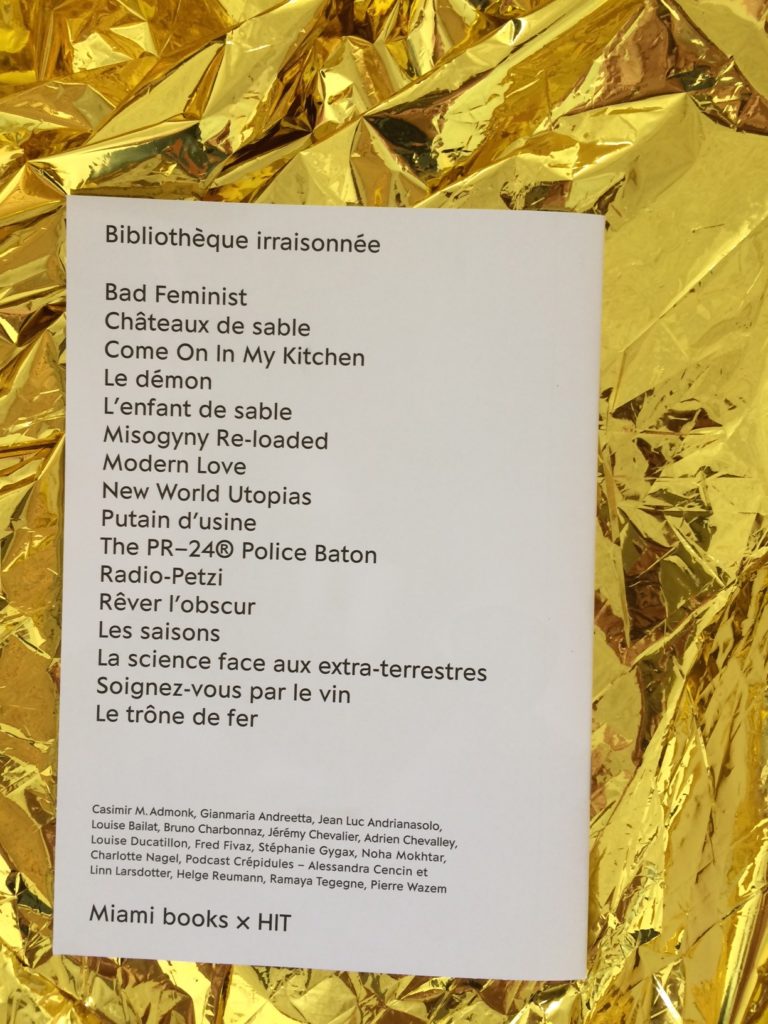 Bibliothèque irraisonnée
Bad Feminist
Châteaux de sable
Come On In My Kitchen
Le démon
L’enfant de sable
Misogyny Re-loaded
Modern Love
New World Utopias
Putain d’usine
The PR–24® Police Baton
Radio-Petzi
Rêver l’obscur
Les saisons
La science face aux extra-terrestres
Soignez-vous par le vin
Le trône de fer
Casimir M. Admonk, Gianmaria Andreetta, Jean Luc Andrianasolo,
Louise Bailat, Bruno Charbonnaz, Jérémy Chevalier, Adrien Chevalley,
Louise Ducatillon, Fred Fivaz, Stéphanie Gygax, Noha Mokhtar,
Charlotte Nagel, Podcast Crépidules – Alessandra Cencin et
Linn Larsdotter, Helge Reumann, Ramaya Tegegne, Pierre Wazem
Miami books × HIT